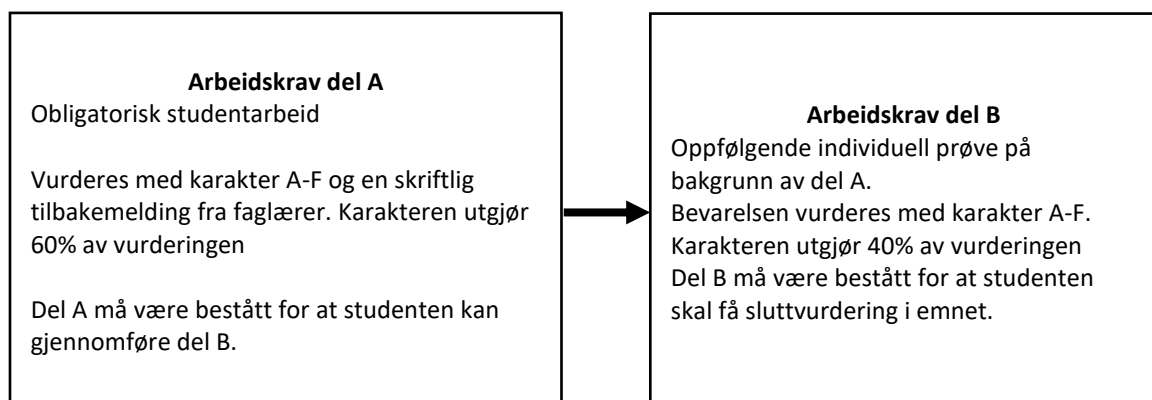 Arbeidskrav del A
Obligatorisk studentarbeid
Vurderes med karakter A-F og en skriftlig
tilbakemelding fra faglærer. Karakteren utgjør
60% av vurderingen
Del A må være bestått for at studenten kan
gjennomføre del B.
Arbeidskrav del B
Oppfølgende individuell prøve på
bakgrunn av del A.
Bevarelsen vurderes med karakter A-F.
Karakteren utgjør 40% av vurderingen
Del B må være bestått for at studenten
skal få sluttvurdering i emnet.